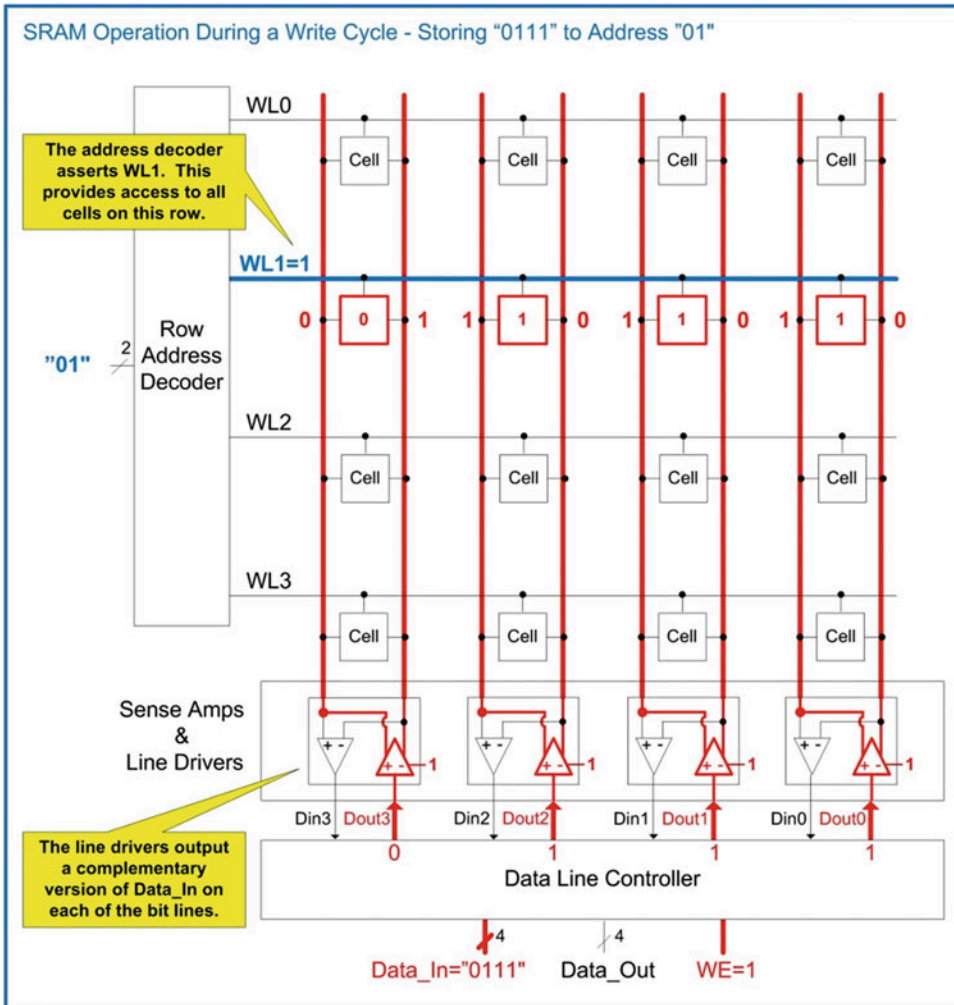 SRAM Operation During a Write Cycle - Storing “0111” to Address ”01"
WL0
Cell Cell Cell Cell
The address decoder
asserts WL1. This
provides access to all
cells on this row.
WL1=1
0 0 1 1 1 0 1 1 0 1 1 0
Row
Address
Decoder
”01"
2
WL2
Cell Cell Cell Cell
WL3
Cell Cell Cell Cell
Sense Amps
&
Line Drivers
+ - + - 1 + - + - 1 + - + - 1 + - + - 1
Din3 Dout3 Din2 Dout2 Din1 Dout1 Din0 Dout0
0 1 1 1
The line drivers output
a complementary
version of Data_In on
each of the bit lines.
Data Line Controller
4 4
Data_In=”0111" Data_Out WE=1